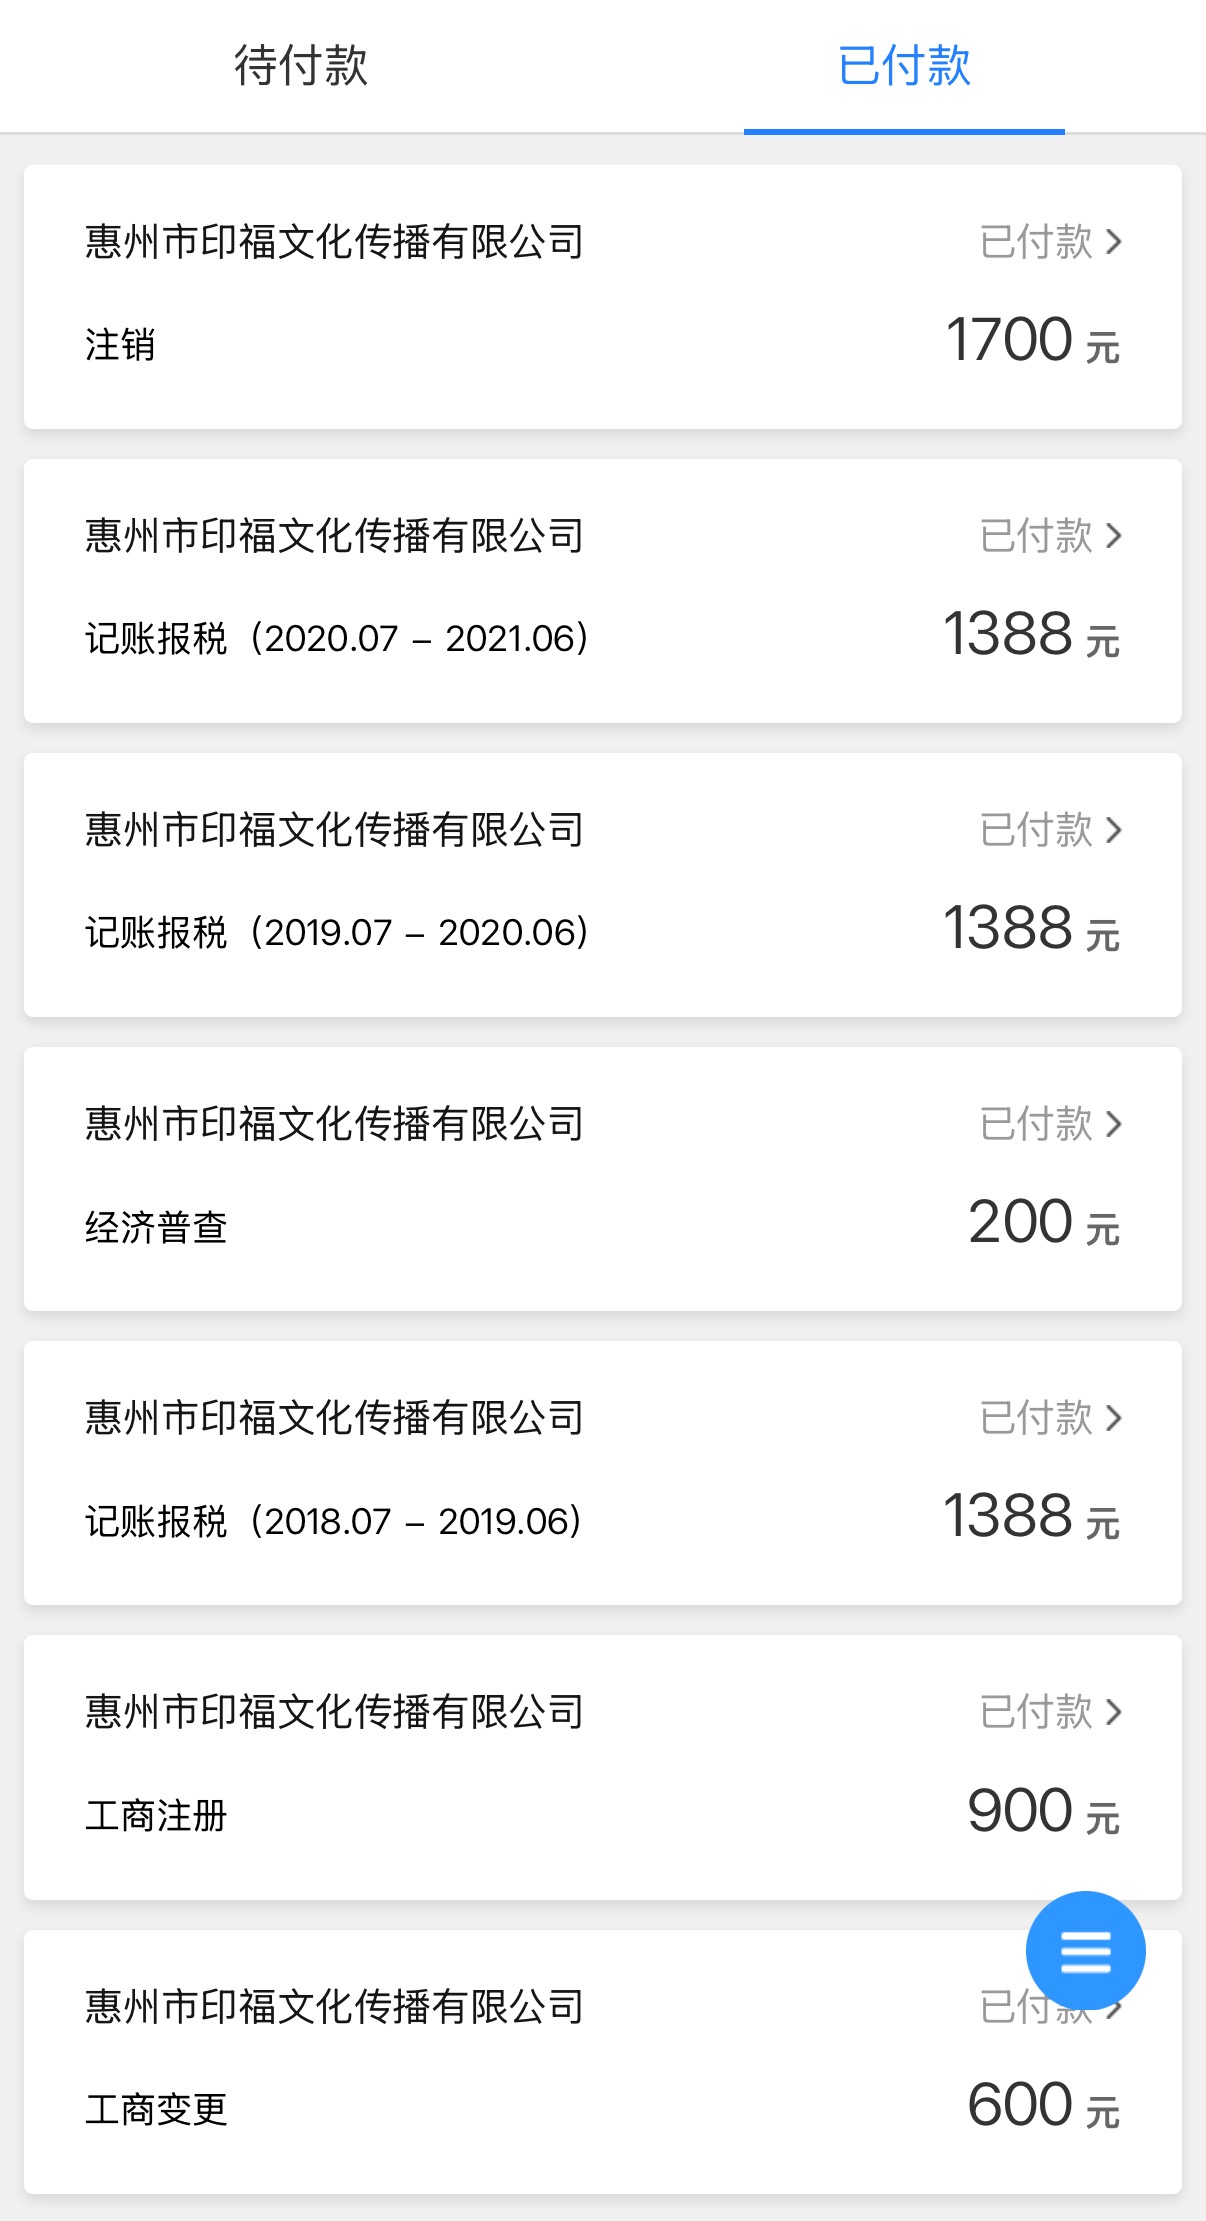 待付款 已付款
惠州市印福文化传播有限公司 已付款
注销 1700 元
惠州市印福文化传播有限公司 已付款
记账报税（2020.07 – 2021.06） 1388 元
惠州市印福文化传播有限公司 已付款
记账报税（2019.07 – 2020.06） 1388 元
惠州市印福文化传播有限公司 已付款
经济普查 200 元
惠州市印福文化传播有限公司 已付款
记账报税（2018.07 – 2019.06） 1388 元
惠州市印福文化传播有限公司 已付款
工商注册 900 元
惠州市印福文化传播有限公司 已付款
工商变更 600 元